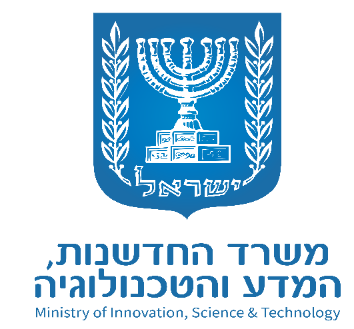 ישראל
משרד החדשנות,
המדע והטכנולוגיה
Ministry of Innovation, Science & Technology